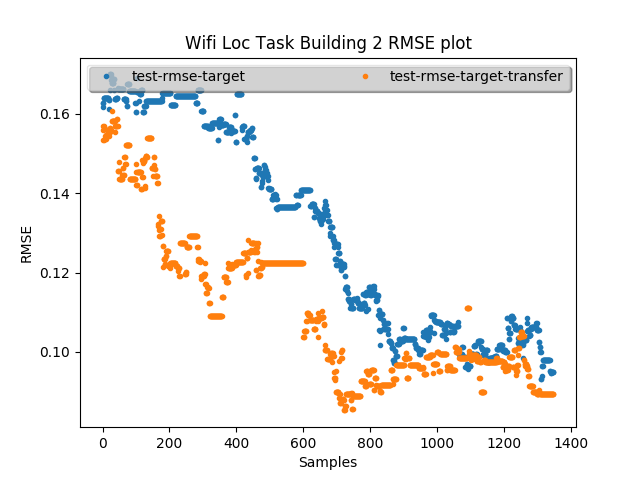 Wifi Loc Task Building 2 RMSE plot
test-rmse-target
test-rmse-target-transfer
0.16
0.14
0.12
0.10
RMSE
0 200 400 600 800 1000 1200 1400
Samples